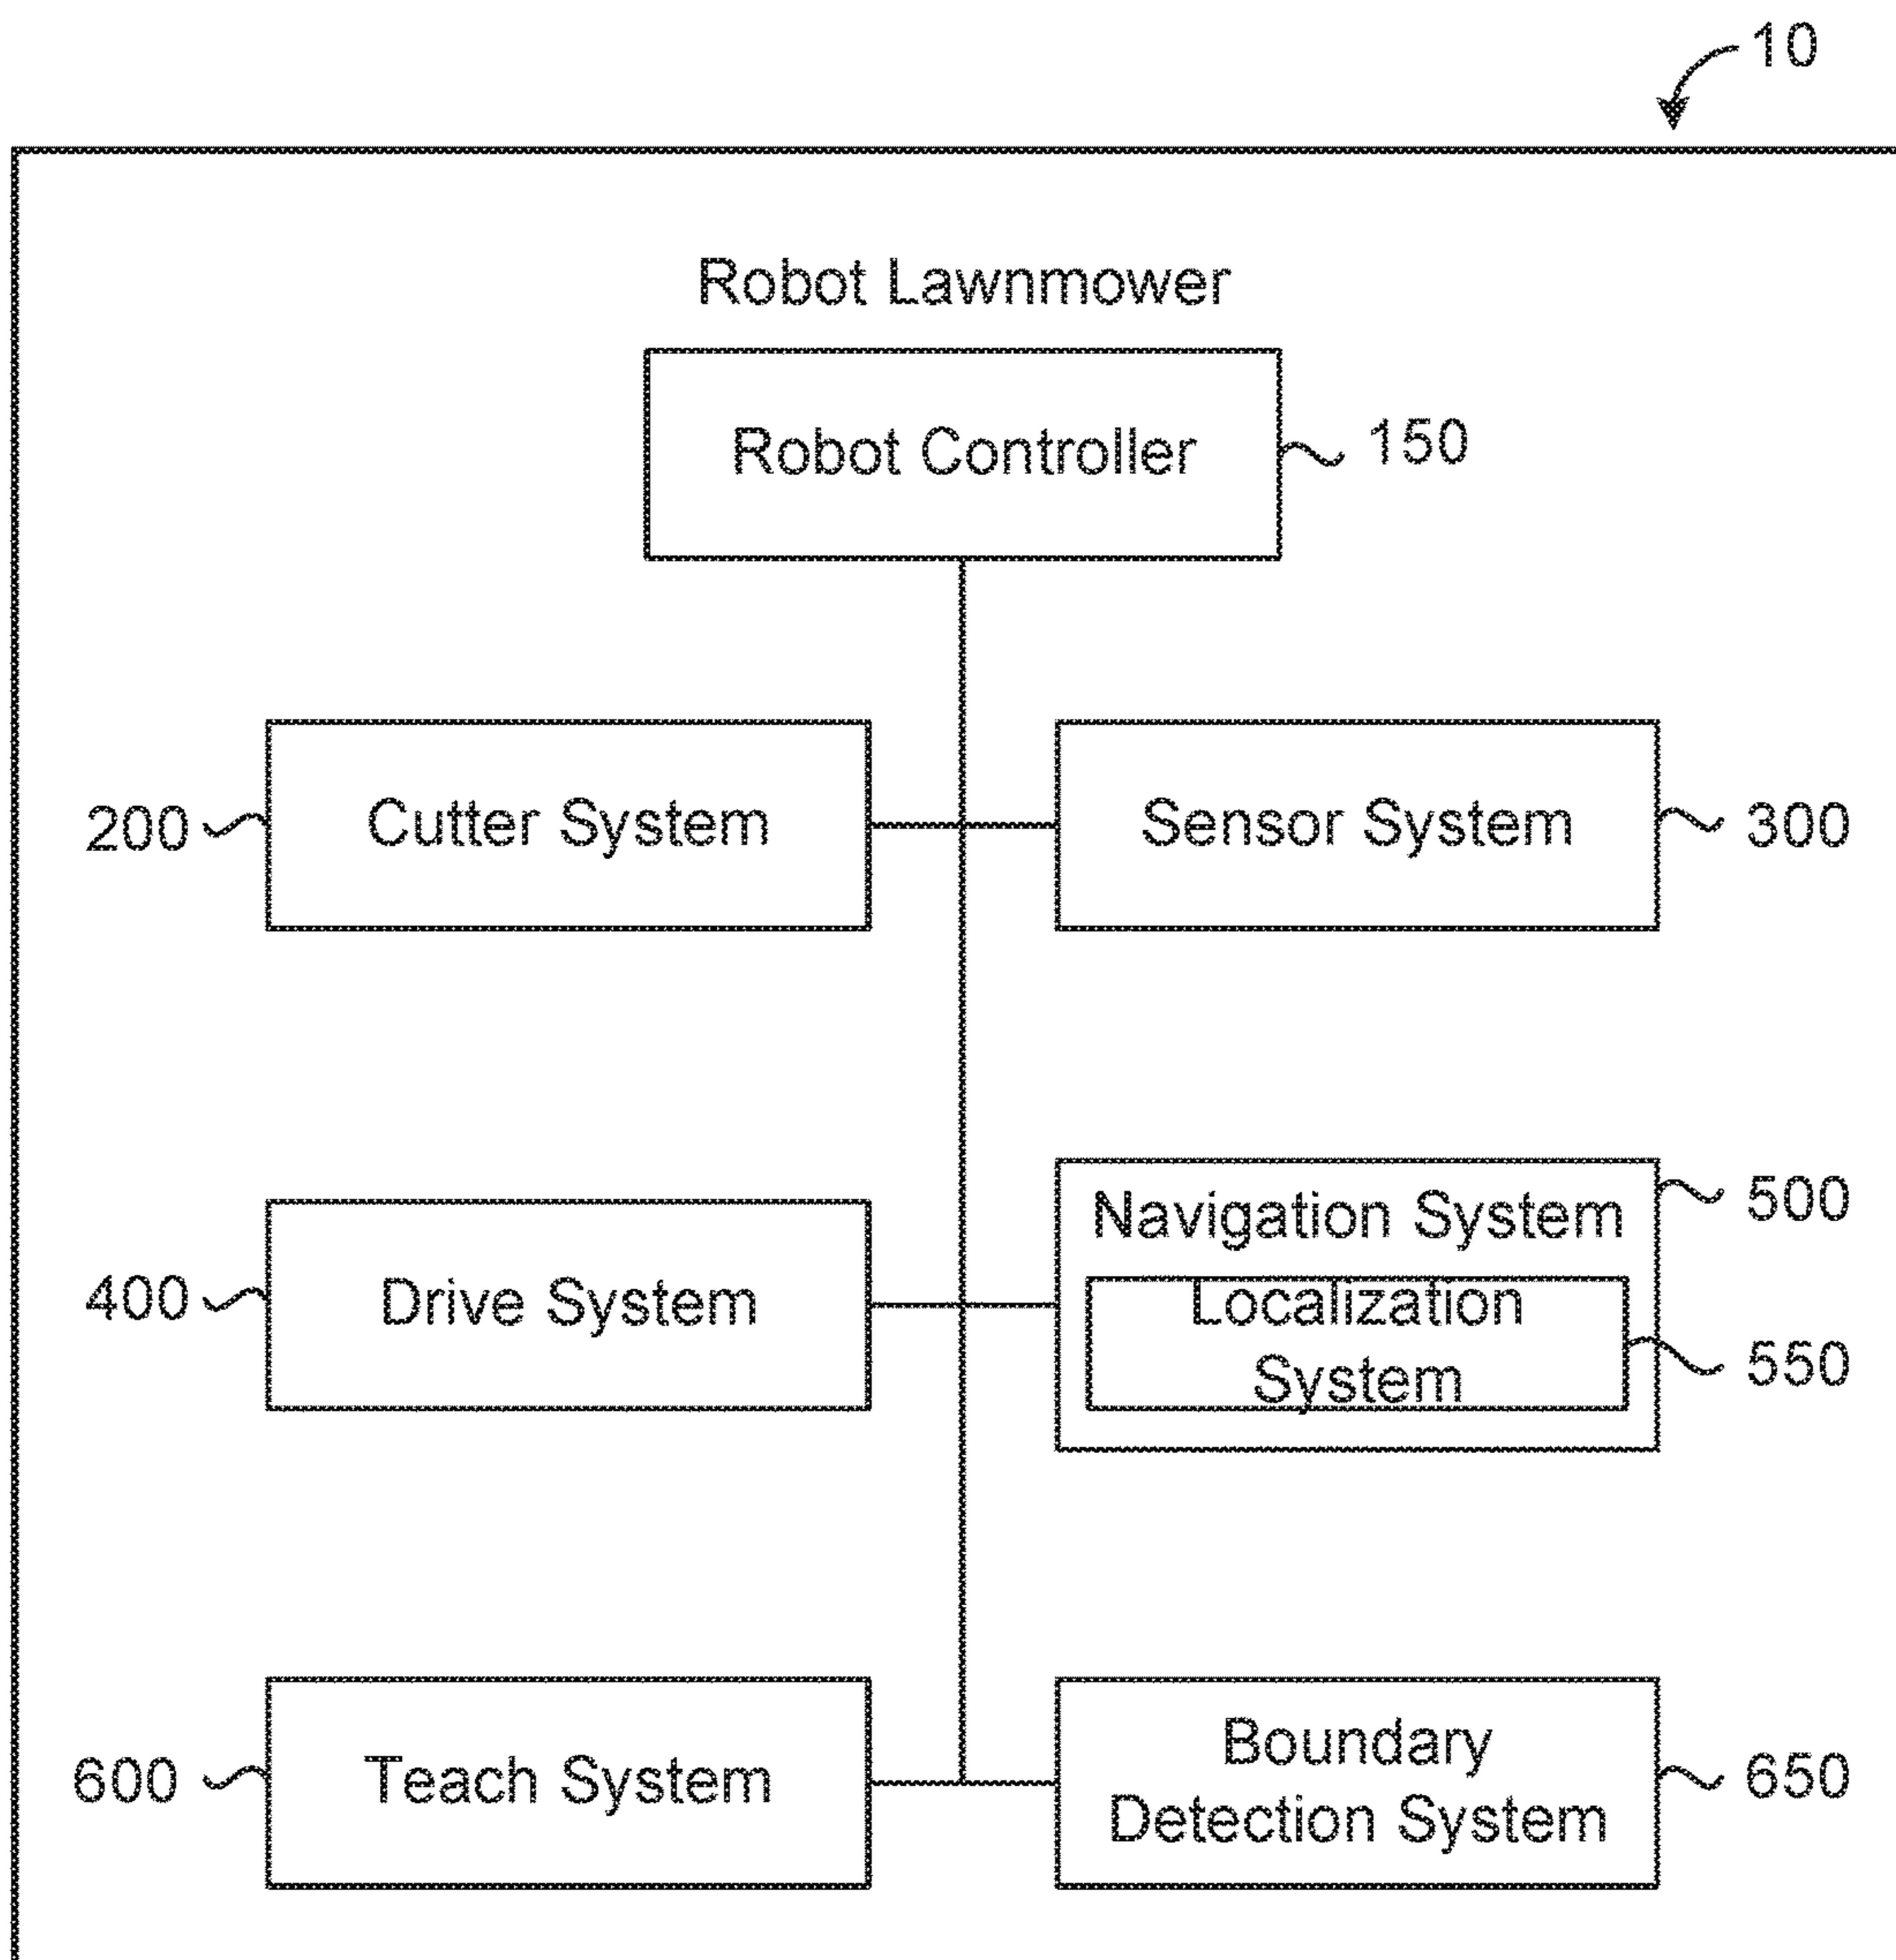 10
Robot Lawnmower
Robot Controller
150
200
Cutter System
Sensor System
300
400
Drive System
Navigation System
500
Localization
System
550
600
Teach System
Boundary
Detection System
650